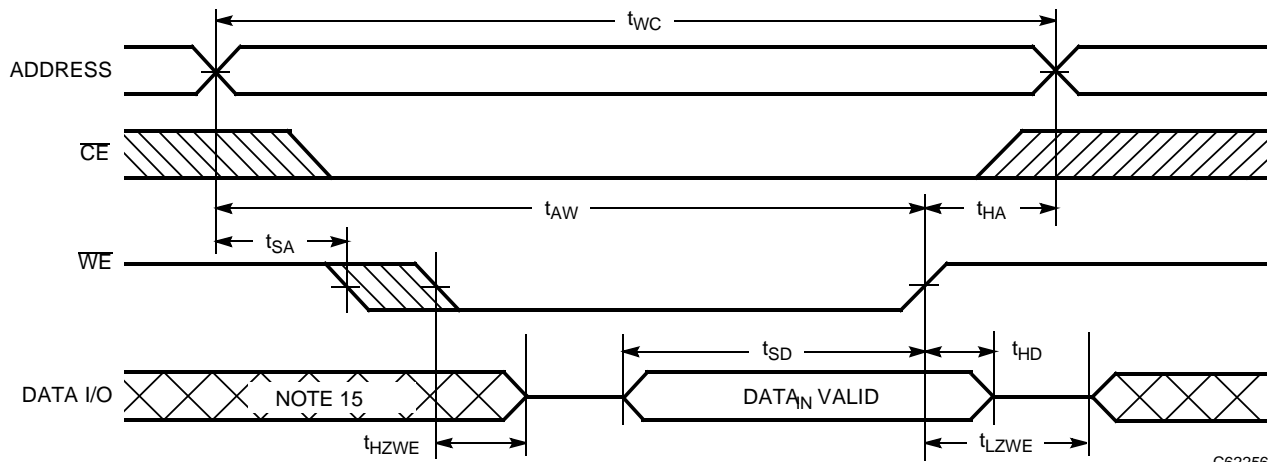 tWC
ADDRESS
CE
tAW
tHA
tSA
WE
tSD
tHD
DATA I/O
NOTE 15
DATAIN VALID
tHZWE
tLZWE